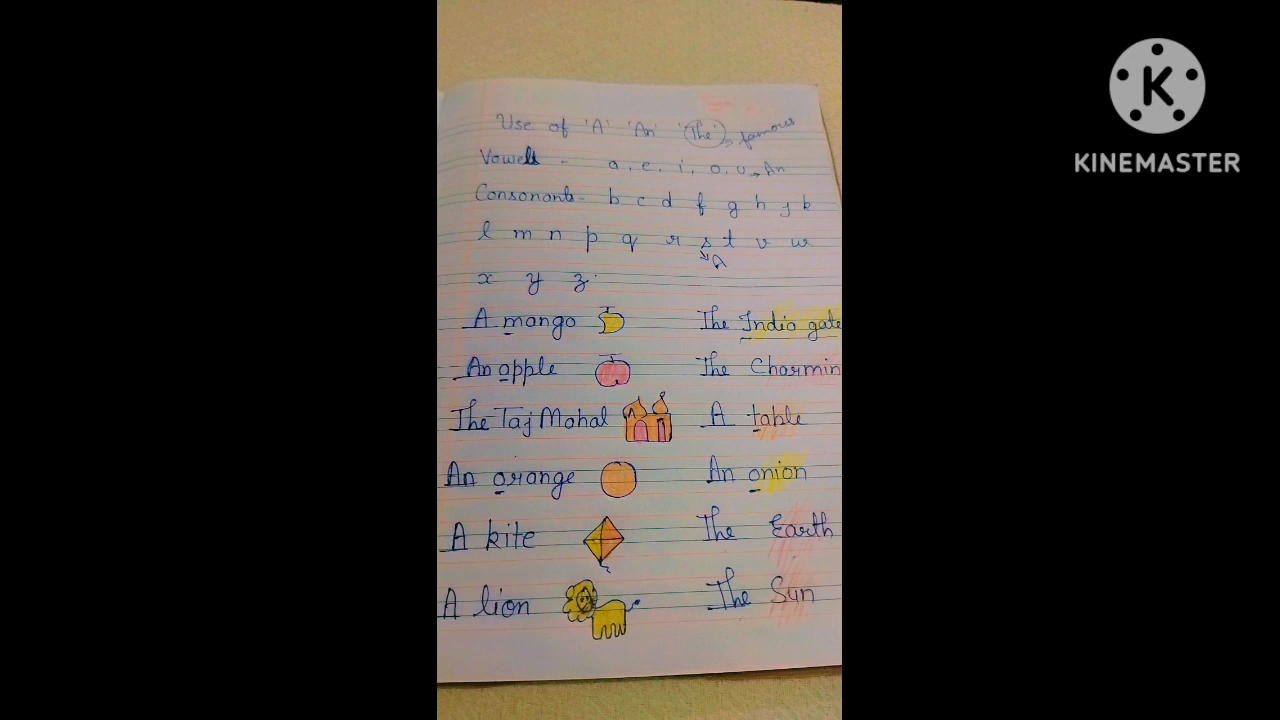 Use of 'A' 'An' 'The' → famous
Vowels - a, e, i, o, u → An
Consonants - b c d f g h j k
l m n p q r s t v w
→ A
x y z.
A mango The India gate
An apple The Charmin
The Taj Mahal A table
An orange An onion
A kite The Earth
A lion The Sun
K
KINEMASTER